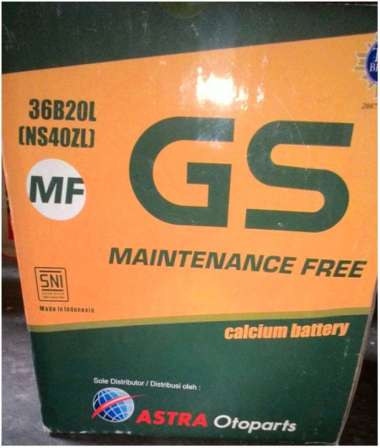 36B20L
(NS40ZL)
GS
MF
MAINTENANCE FREE
SNI
Made in Indonesia
calcium battery
Sole Distributor / Distribusi oleh :
ASTRA Otoparts